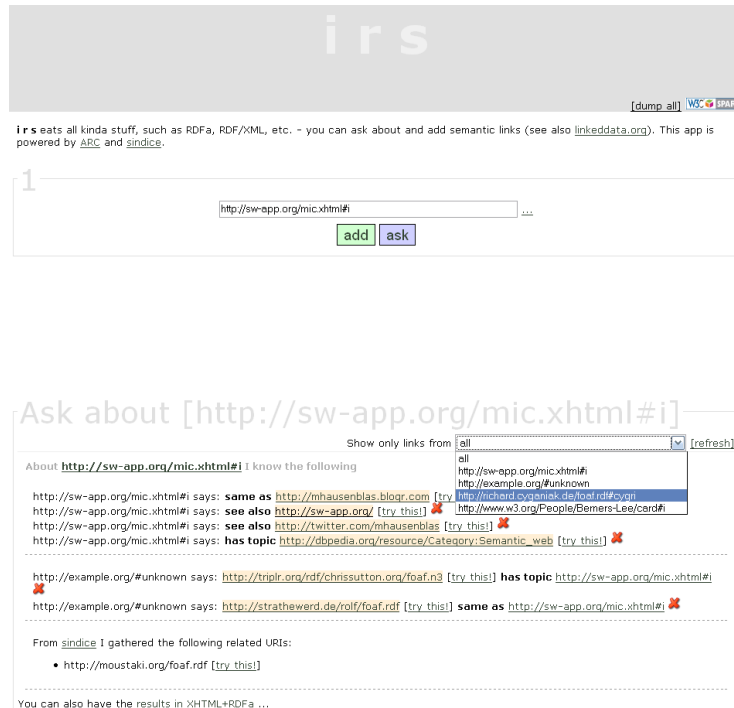 i r s
[dump all] W3C SPAR
i r s eats all kinda stuff, such as RDFa, RDF/XML, etc. – you can ask about and add semantic links (see also linkeddata.org). This app is
powered by ARC and sindice.
1
http://sw-app.org/mic.xhtml#i ...
add ask
Ask about [http://sw-app.org/mic.xhtml#i]
Show only links from all [refresh]
all
http://sw-app.org/mic.xhtml#i
http://example.org/#unknown
http://richard.cyganiak.de/foaf.rdf#cygri
http://www.w3.org/People/Berners-Lee/card#i
About http://sw-app.org/mic.xhtml#i I know the following
http://sw-app.org/mic.xhtml#i says: same as http://mhausenblas.blogr.com [try
http://sw-app.org/mic.xhtml#i says: see also http://sw-app.org/ [try this!]
http://sw-app.org/mic.xhtml#i says: see also http://twitter.com/mhausenblas [try this!]
http://sw-app.org/mic.xhtml#i says: has topic http://dbpedia.org/resource/Category:Semantic_web [try this!]
http://example.org/#unknown says: http://triplr.org/rdf/chrissutton.org/foaf.n3 [try this!] has topic http://sw-app.org/mic.xhtml#i
http://example.org/#unknown says: http://strathewerd.de/rolf/foaf.rdf [try this!] same as http://sw-app.org/mic.xhtml#i
From sindice I gathered the following related URIs:
• http://moustaki.org/foaf.rdf [try this!]
You can also have the results in XHTML+RDFa ...